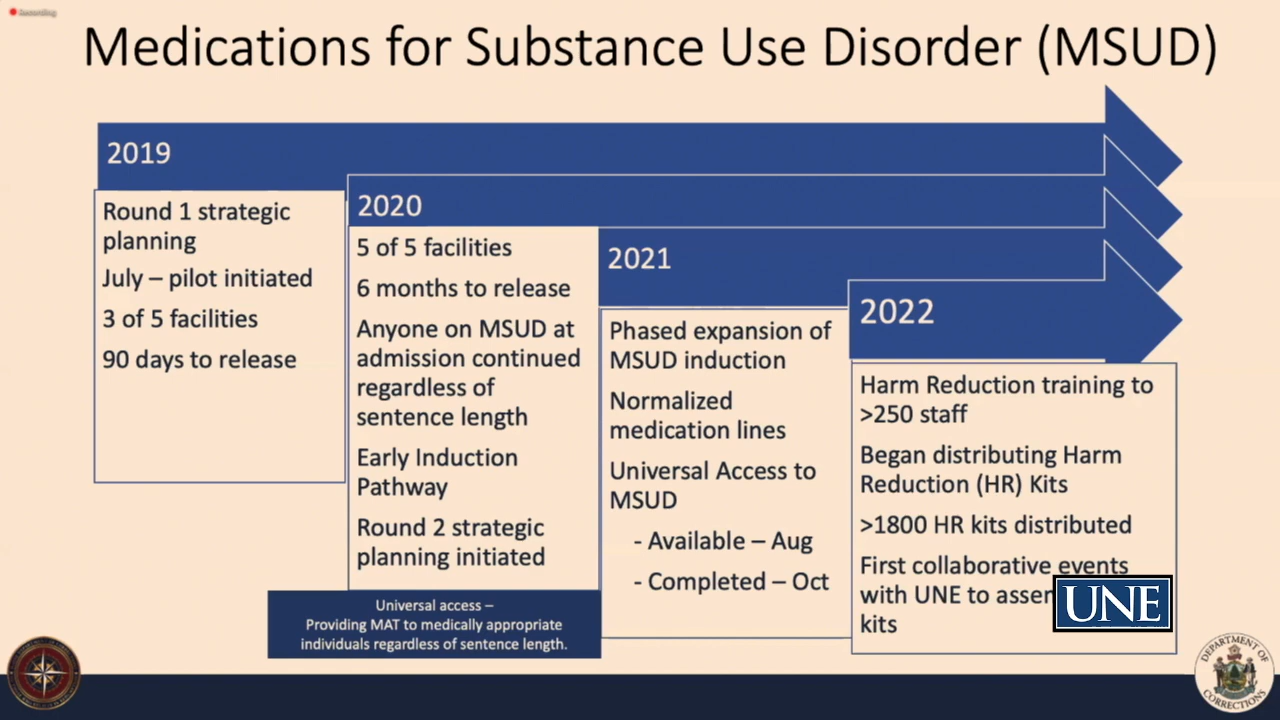 Recording
Medications for Substance Use Disorder (MSUD)
2019
Round 1 strategic
planning
July – pilot initiated
3 of 5 facilities
90 days to release
2020
5 of 5 facilities
6 months to release
Anyone on MSUD at
admission continued
regardless of
sentence length
Early Induction
Pathway
Round 2 strategic
planning initiated
Universal access –
Providing MAT to medically appropriate
individuals regardless of sentence length.
2021
Phased expansion of
MSUD induction
Normalized
medication lines
Universal Access to
MSUD
- Available – Aug
- Completed – Oct
2022
Harm Reduction training to
>250 staff
Began distributing Harm
Reduction (HR) Kits
>1800 HR kits distributed
First collaborative events
with UNE to assem
kits
UNE
DEPARTMENT OF
CORRECTIONS